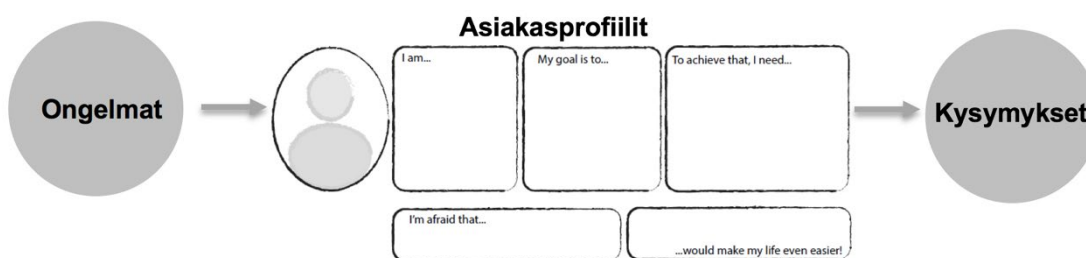 Asiakasprofiilit
Ongelmat
I am...
My goal is to...
To achieve that, I need...
Kysymykset
I'm afraid that...
...would make my life even easier!